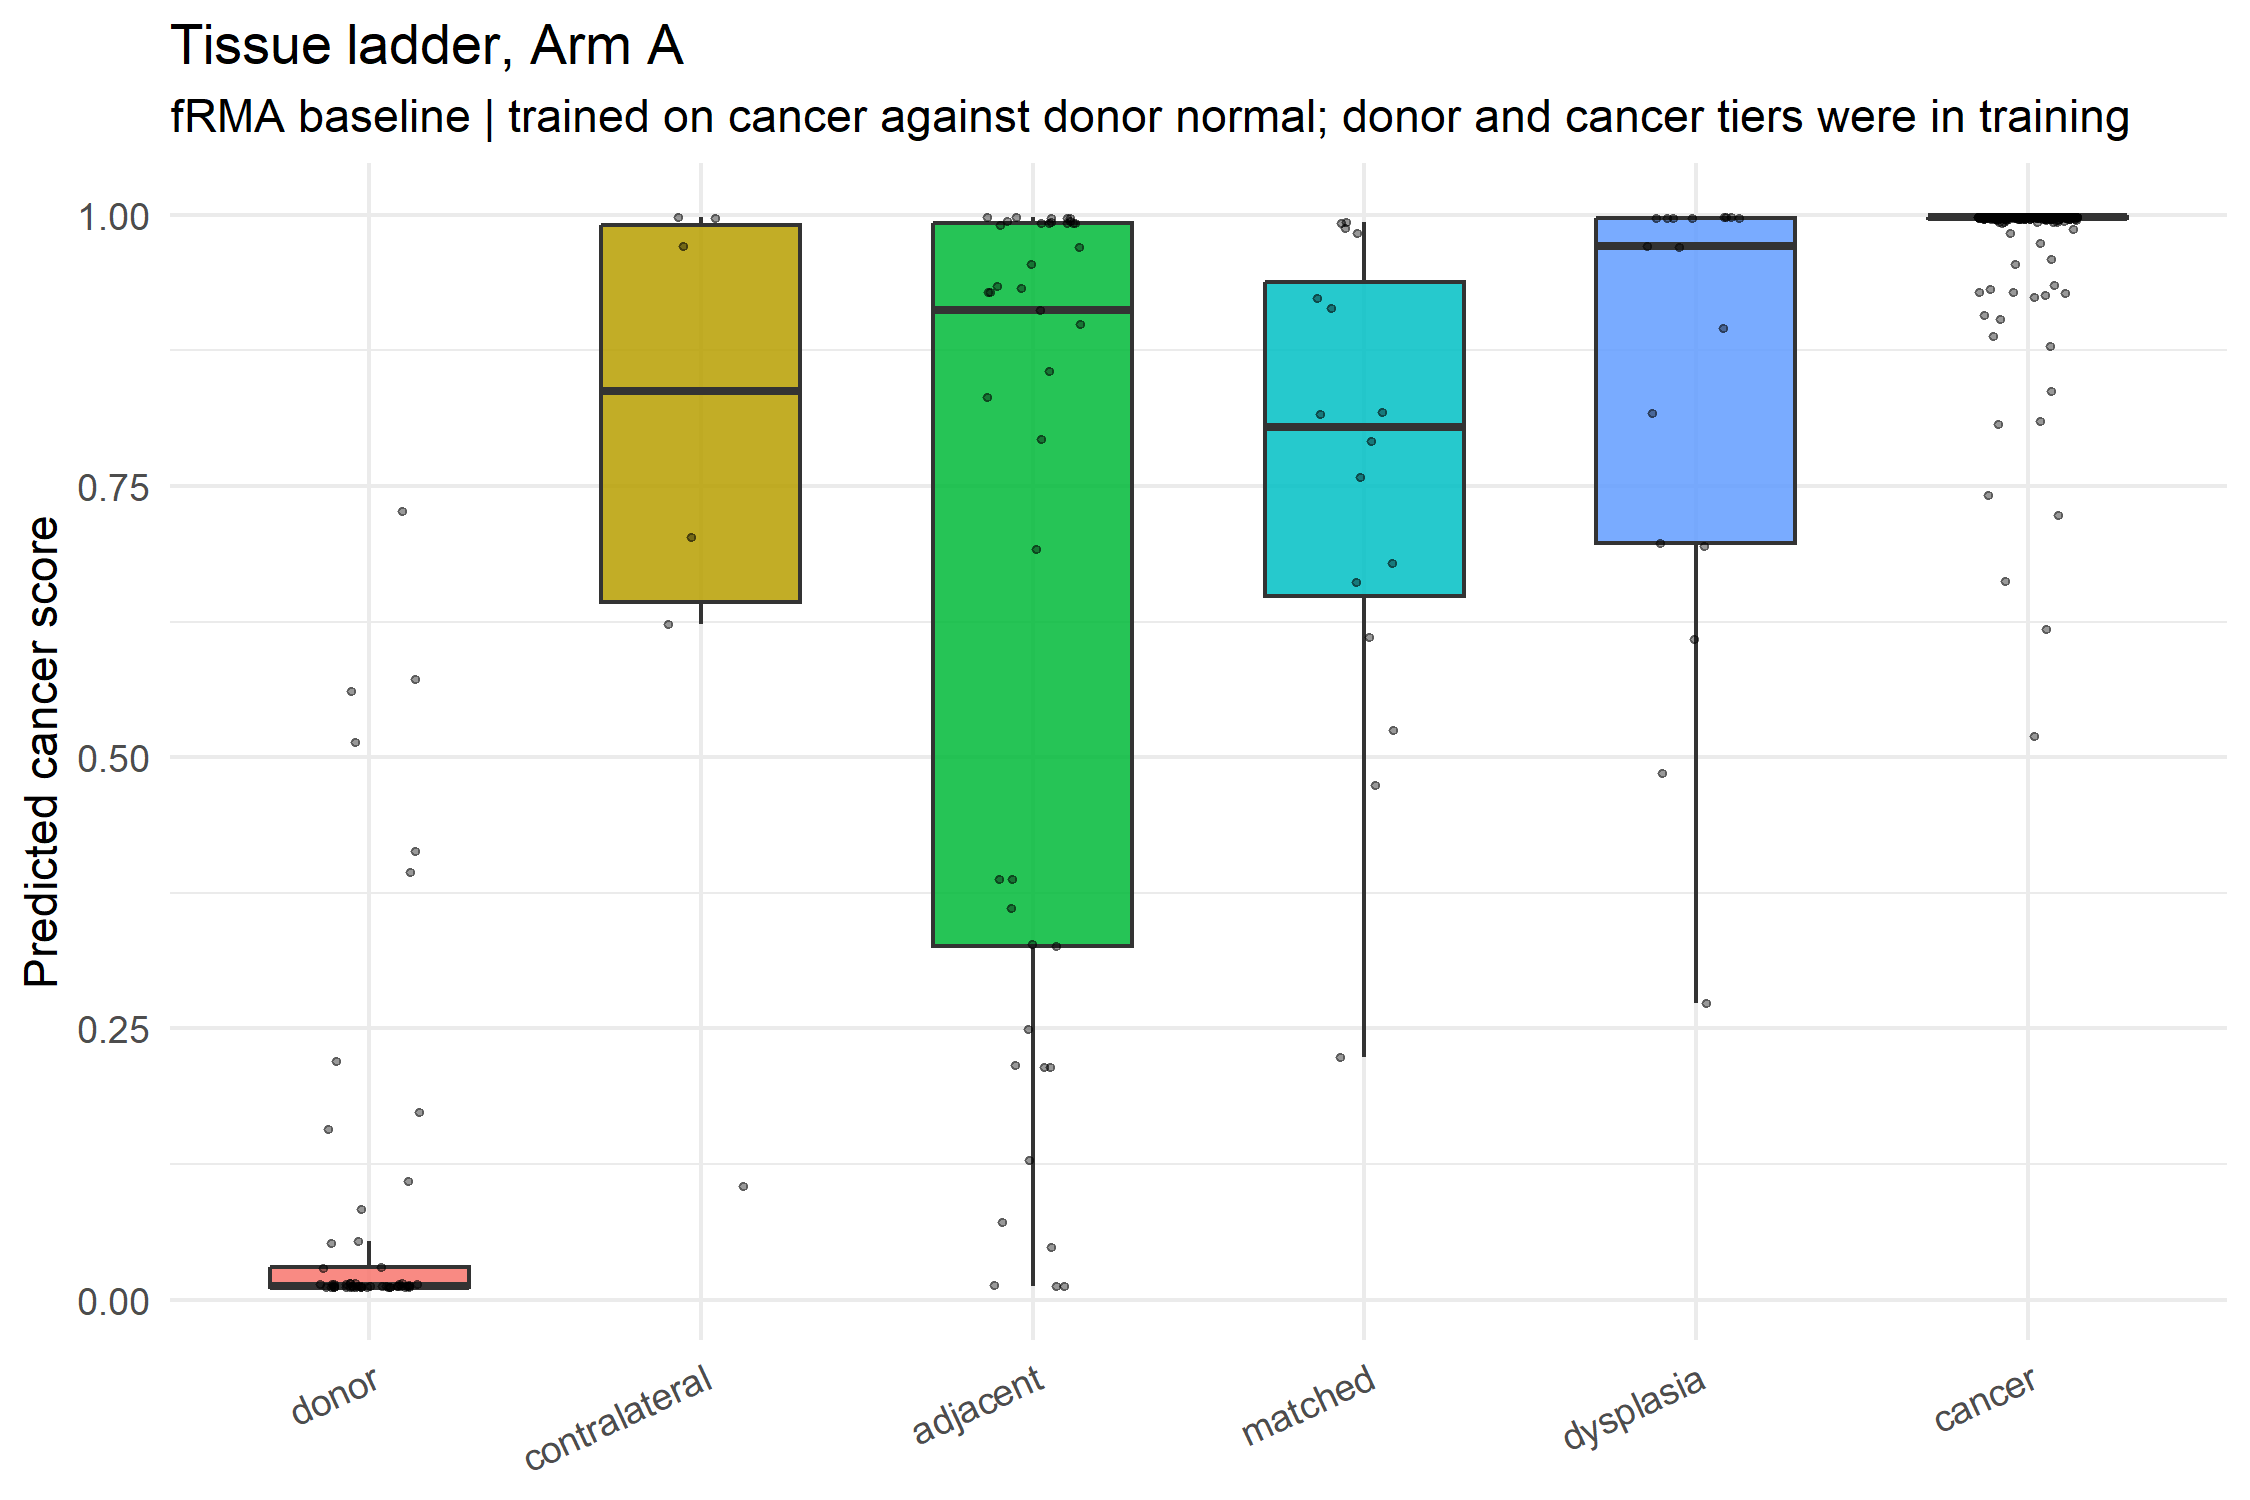 Tissue ladder, Arm A
fRMA baseline | trained on cancer against donor normal; donor and cancer tiers were in training
Predicted cancer score
1.00
0.75
0.50
0.25
0.00
donor
contralateral
adjacent
matched
dysplasia
cancer